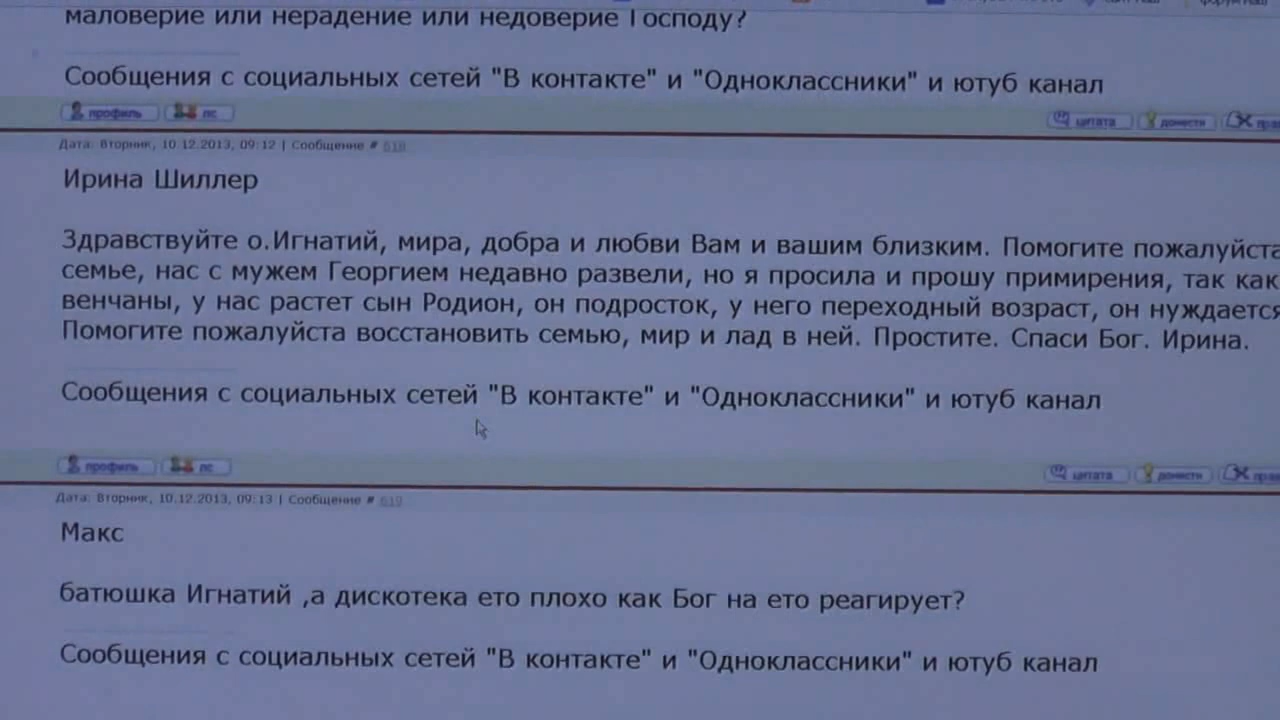 маловерие или нерадение или недоверие Господу?
Сообщения с социальных сетей "В контакте" и "Одноклассники" и ютуб канал
профиль лс цитата донести
Дата: Вторник, 10.12.2013, 09:12 | Сообщение # 618
Ирина Шиллер
Здравствуйте о.Игнатий, мира, добра и любви Вам и вашим близким. Помогите пожалуйста
семье, нас с мужем Георгием недавно развели, но я просила и прошу примирения, так как
венчаны, у нас растет сын Родион, он подросток, у него переходный возраст, он нуждается
Помогите пожалуйста восстановить семью, мир и лад в ней. Простите. Спаси Бог. Ирина.
Сообщения с социальных сетей "В контакте" и "Одноклассники" и ютуб канал
профиль лс цитата донести
Дата: Вторник, 10.12.2013, 09:13 | Сообщение # 619
Макс
батюшка Игнатий ,а дискотека ето плохо как Бог на ето реагирует?
Сообщения с социальных сетей "В контакте" и "Одноклассники" и ютуб канал